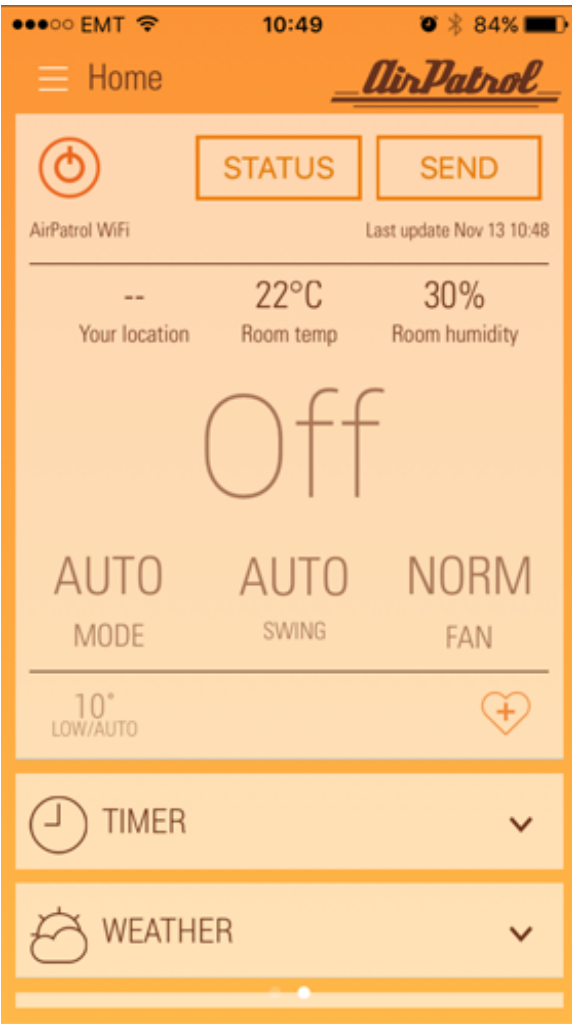 EMT 10:49 84%
Home AirPatrol
STATUS SEND
AirPatrol WiFi Last update Nov 13 10:48
-- 22°C 30%
Your location Room temp Room humidity
Off
AUTO AUTO NORM
MODE SWING FAN
10°
LOW/AUTO
TIMER
WEATHER